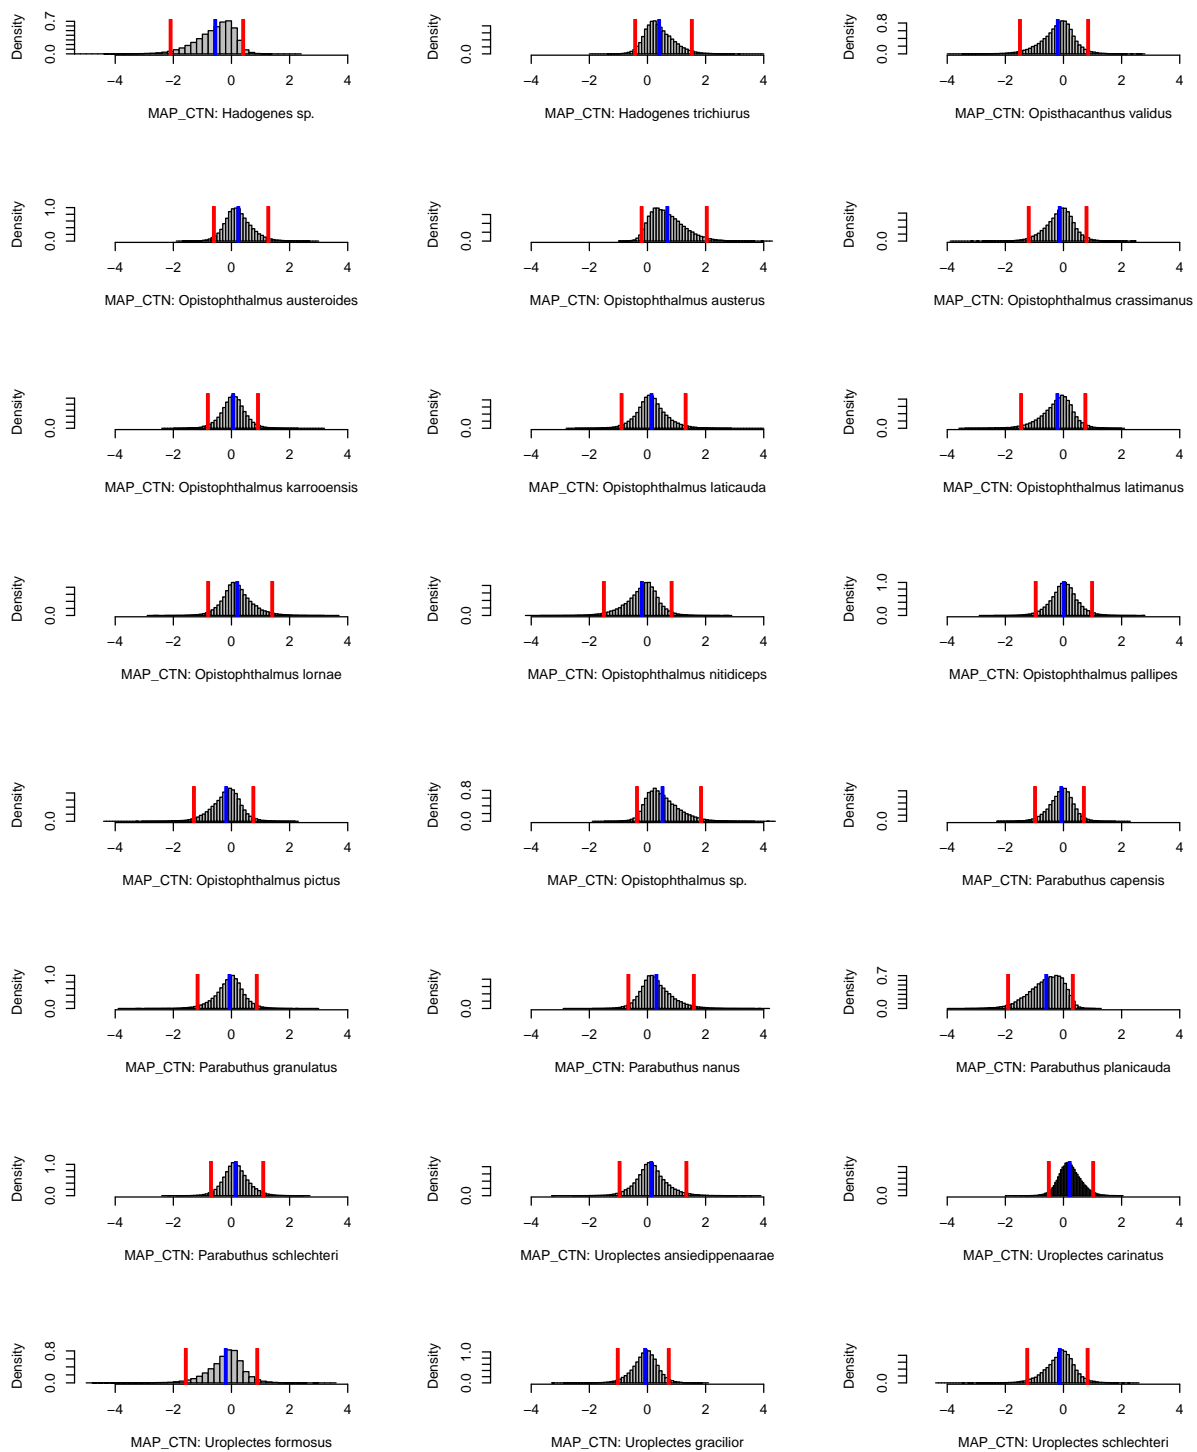 Density 0.0 0.7
−4 −2 0 2 4
MAP_CTN: Hadogenes sp.
Density 0.0
−4 −2 0 2 4
MAP_CTN: Hadogenes trichiurus
Density 0.0 0.8
−4 −2 0 2 4
MAP_CTN: Opisthacanthus validus
Density 0.0 1.0
−4 −2 0 2 4
MAP_CTN: Opistophthalmus austeroides
Density 0.0
−4 −2 0 2 4
MAP_CTN: Opistophthalmus austerus
Density 0.0
−4 −2 0 2 4
MAP_CTN: Opistophthalmus crassimanus
Density 0.0
−4 −2 0 2 4
MAP_CTN: Opistophthalmus karrooensis
Density 0.0
−4 −2 0 2 4
MAP_CTN: Opistophthalmus laticauda
Density 0.0
−4 −2 0 2 4
MAP_CTN: Opistophthalmus latimanus
Density 0.0
−4 −2 0 2 4
MAP_CTN: Opistophthalmus lornae
Density 0.0
−4 −2 0 2 4
MAP_CTN: Opistophthalmus nitidiceps
Density 0.0 1.0
−4 −2 0 2 4
MAP_CTN: Opistophthalmus pallipes
Density 0.0
−4 −2 0 2 4
MAP_CTN: Opistophthalmus pictus
Density 0.0 0.8
−4 −2 0 2 4
MAP_CTN: Opistophthalmus sp.
Density 0.0
−4 −2 0 2 4
MAP_CTN: Parabuthus capensis
Density 0.0 1.0
−4 −2 0 2 4
MAP_CTN: Parabuthus granulatus
Density 0.0
−4 −2 0 2 4
MAP_CTN: Parabuthus nanus
Density 0.0 0.7
−4 −2 0 2 4
MAP_CTN: Parabuthus planicauda
Density 0.0 1.0
−4 −2 0 2 4
MAP_CTN: Parabuthus schlechteri
Density 0.0
−4 −2 0 2 4
MAP_CTN: Uroplectes ansiedippenaarae
Density 0.0
−4 −2 0 2 4
MAP_CTN: Uroplectes carinatus
Density 0.0 0.8
−4 −2 0 2 4
MAP_CTN: Uroplectes formosus
Density 0.0 1.0
−4 −2 0 2 4
MAP_CTN: Uroplectes gracilior
Density 0.0
−4 −2 0 2 4
MAP_CTN: Uroplectes schlechteri